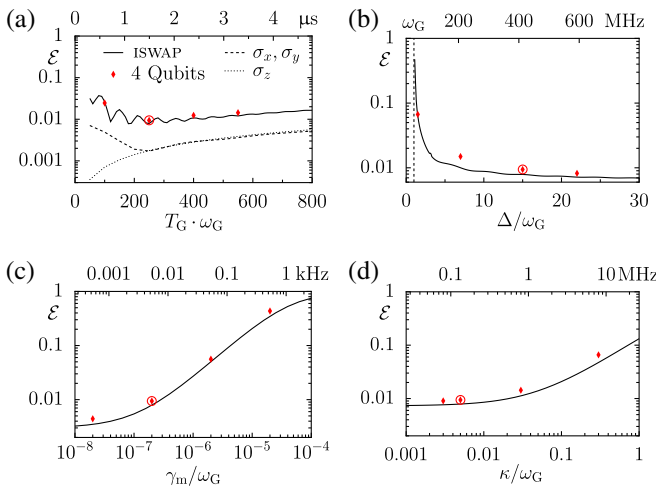 (a)
0 1 2 3 4 μs
ℰ
1
0.1
0.01
0.001
ISWAP
4 Qubits
σx, σy
σz
0 200 400 600 800
TG · ωG
(b)
ωG 200 400 600 MHz
ℰ
1
0.1
0.01
0 10 20 30
Δ/ωG
(c)
0.001 0.01 0.1 1 kHz
ℰ
1
0.1
0.01
10−8 10−7 10−6 10−5 10−4
γm/ωG
(d)
0.1 1 10 MHz
ℰ
1
0.1
0.01
0.001 0.01 0.1 1
κ/ωG